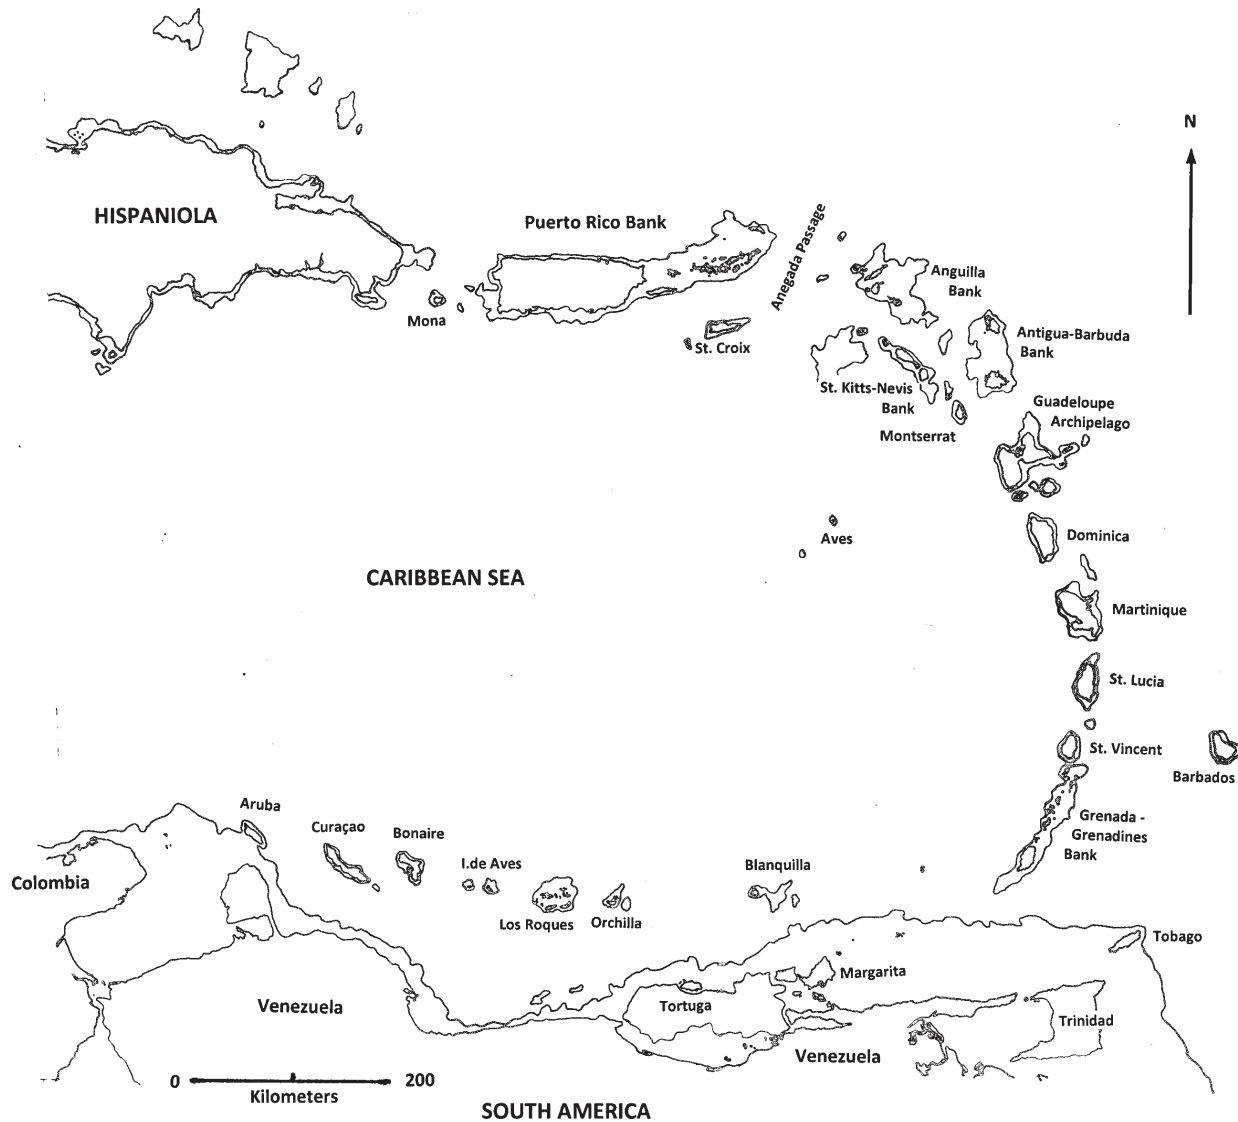 N
HISPANIOLA
Puerto Rico Bank
Anegada Passage
Anguilla
Bank
Mona
St. Croix
Antigua-Barbuda
Bank
St. Kitts-Nevis
Bank
Montserrat
Guadeloupe
Archipelago
Aves
Dominica
CARIBBEAN SEA
Martinique
St. Lucia
St. Vincent
Barbados
Grenada -
Grenadines
Bank
Aruba
Curaçao
Bonaire
I.de Aves
Blanquilla
Colombia
Los Roques
Orchilla
Tobago
Margarita
Venezuela
Tortuga
Trinidad
Venezuela
0 200
Kilometers
SOUTH AMERICA